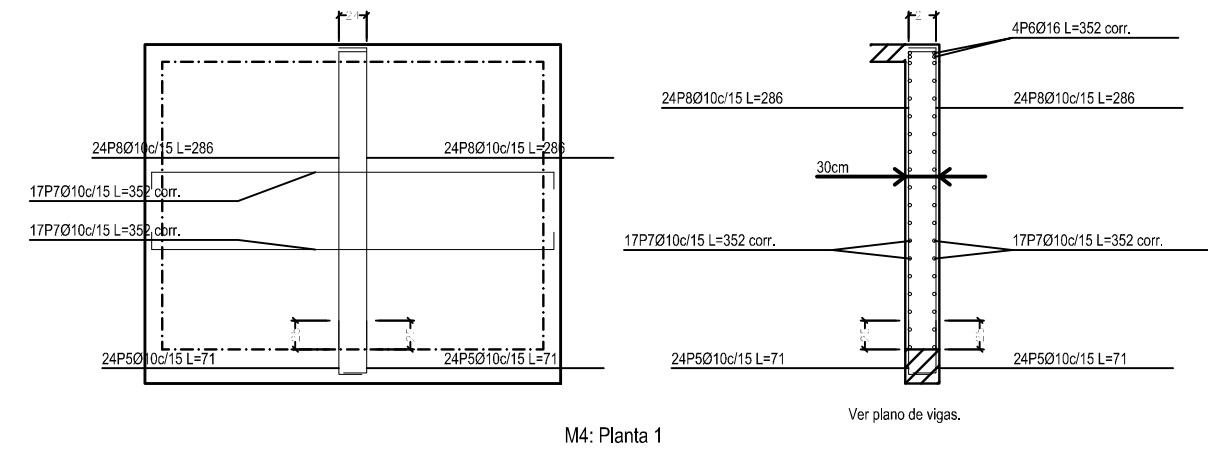 24
24P8Ø10c/15 L=286
24P8Ø10c/15 L=286
17P7Ø10c/15 L=352 corr.
17P7Ø10c/15 L=352 corr.
24P5Ø10c/15 L=71
24P5Ø10c/15 L=71
4P6Ø16 L=352 corr.
24P8Ø10c/15 L=286
24P8Ø10c/15 L=286
30cm
17P7Ø10c/15 L=352 corr.
17P7Ø10c/15 L=352 corr.
24P5Ø10c/15 L=71
24P5Ø10c/15 L=71
Ver plano de vigas.
M4: Planta 1